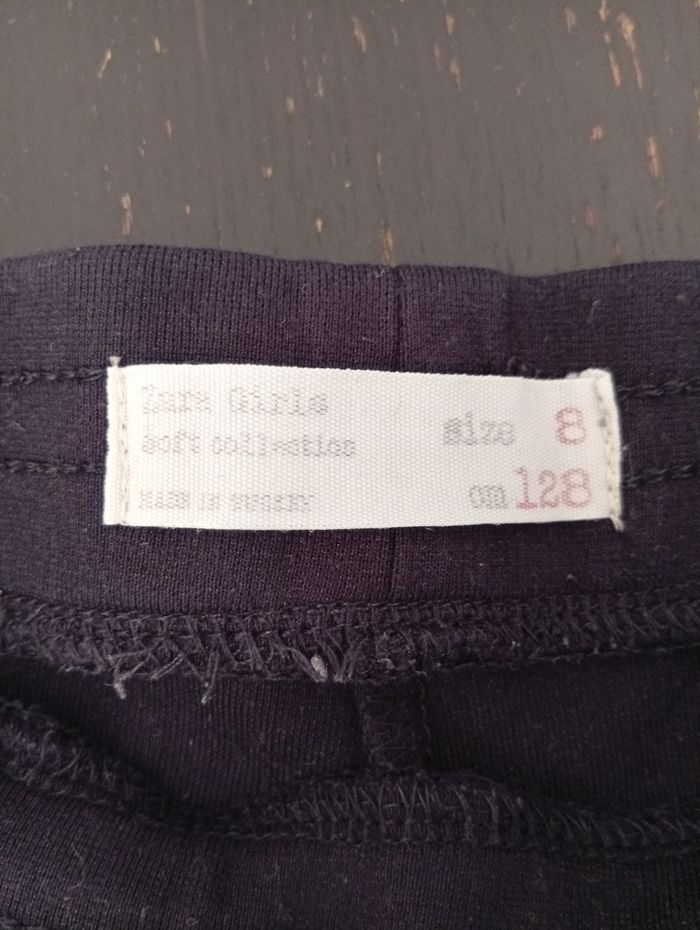 Zara Girls
soft collection
size 8
MADE IN TURKEY
cm 128